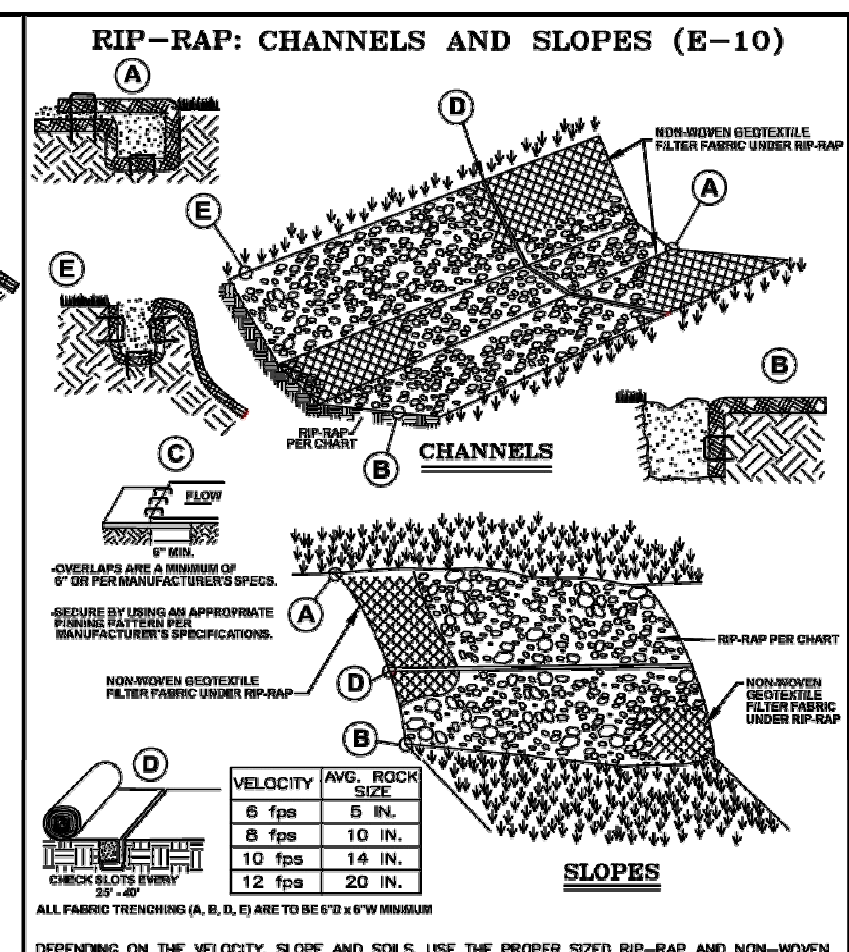 RIP-RAP: CHANNELS AND SLOPES (E-10)
A
D
NON-WOVEN GEOTEXTILE
FILTER FABRIC UNDER RIP-RAP
A
E
E
B
RIP-RAP
PER CHART
B
CHANNELS
C
FLOW
6" MIN.
-OVERLAPS ARE A MINIMUM OF
6" OR PER MANUFACTURER'S SPECS.
-SECURE BY USING AN APPROPRIATE
PINNING PATTERN PER
MANUFACTURER'S SPECIFICATIONS.
A
RIP-RAP PER CHART
NON-WOVEN GEOTEXTILE
FILTER FABRIC UNDER RIP-RAP
D
NON-WOVEN
GEOTEXTILE
FILTER FABRIC
UNDER RIP-RAP
B
D
VELOCITY AVG. ROCK SIZE
6 fps 5 IN.
8 fps 10 IN.
10 fps 14 IN.
12 fps 20 IN.
CHECK SLOTS EVERY
25' - 40'
SLOPES
ALL FABRIC TRENCHING (A, B, D, E) ARE TO BE 6"D x 6"W MINIMUM
DEPENDING ON THE VELOCITY, SLOPE AND SOILS, USE THE PROPER SIZED RIP-RAP AND NON-WOVEN